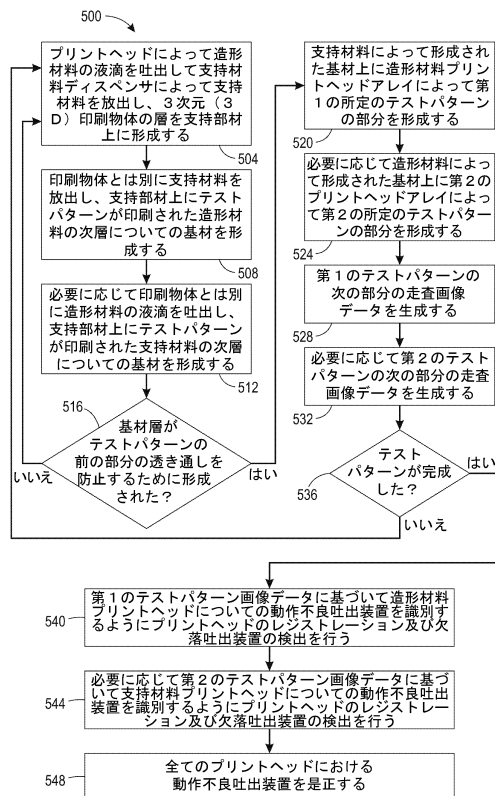 500
プリントヘッドによって造形
材料の液滴を吐出して支持材
料ディスペンサによって支持
材料を放出し、3次元（3
D）印刷物体の層を支持部材
上に形成する
504
印刷物体とは別に支持材料を
放出し、支持部材上にテスト
パターンが印刷された造形材
料の次層についての基材を形
成する
508
必要に応じて印刷物体とは別
に造形材料の液滴を吐出し、
支持部材上にテストパターン
が印刷された支持材料の次層
についての基材を形成する
512
516
基材層が
テストパターンの
前の部分の透き通しを
防止するために形成
された？
いいえ
はい
支持材料によって形成され
た基材上に造形材料プリン
トヘッドアレイによって第
1の所定のテストパターン
の部分を形成する
520
必要に応じて造形材料によっ
て形成された基材上に第2の
プリントヘッドアレイによっ
て第2の所定のテストパター
ンの部分を形成する
524
第1のテストパターンの
次の部分の走査画像
データを生成する
528
必要に応じて第2のテスト
パターンの次の部分の走査
画像データを生成する
532
テスト
パターンが完成
した？
536
はい
いいえ
第1のテストパターン画像データに基づいて造形材料
プリントヘッドについての動作不良吐出装置を識別す
るようにプリントヘッドのレジストレーション及び欠
落吐出装置の検出を行う
540
必要に応じて第2のテストパターン画像データに基づ
いて支持材料プリントヘッドについての動作不良吐出
装置を識別するようにプリントヘッドのレジストレー
ション及び欠落吐出装置の検出を行う
544
全てのプリントヘッドにおける
動作不良吐出装置を是正する
548